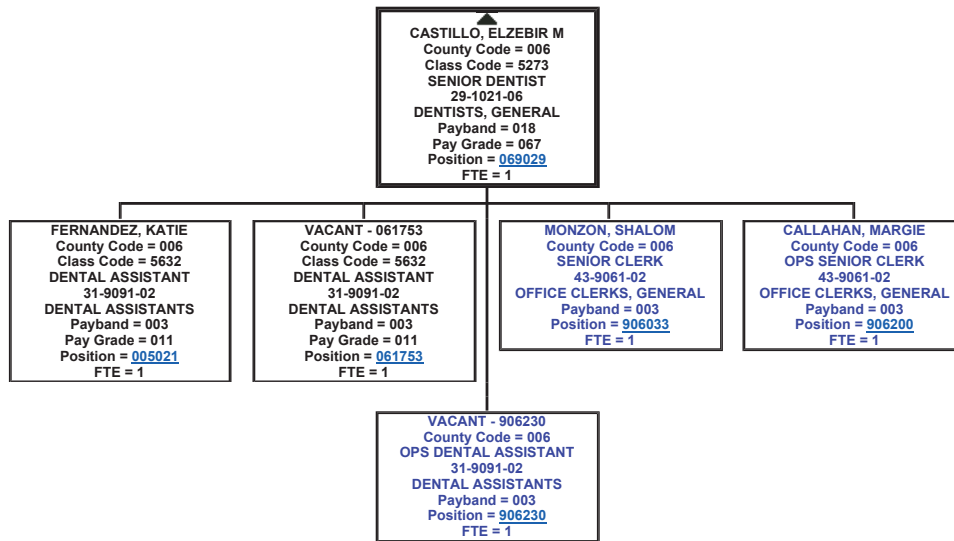 CASTILLO, ELZEBIR M
County Code = 006
Class Code = 5273
SENIOR DENTIST
29-1021-06
DENTISTS, GENERAL
Payband = 018
Pay Grade = 067
Position = 069029
FTE = 1
FERNANDEZ, KATIE
County Code = 006
Class Code = 5632
DENTAL ASSISTANT
31-9091-02
DENTAL ASSISTANTS
Payband = 003
Pay Grade = 011
Position = 005021
FTE = 1
VACANT - 061753
County Code = 006
Class Code = 5632
DENTAL ASSISTANT
31-9091-02
DENTAL ASSISTANTS
Payband = 003
Pay Grade = 011
Position = 061753
FTE = 1
MONZON, SHALOM
County Code = 006
SENIOR CLERK
43-9061-02
OFFICE CLERKS, GENERAL
Payband = 003
Position = 906033
FTE = 1
CALLAHAN, MARGIE
County Code = 006
OPS SENIOR CLERK
43-9061-02
OFFICE CLERKS, GENERAL
Payband = 003
Position = 906200
FTE = 1
VACANT - 906230
County Code = 006
OPS DENTAL ASSISTANT
31-9091-02
DENTAL ASSISTANTS
Payband = 003
Position = 906230
FTE = 1